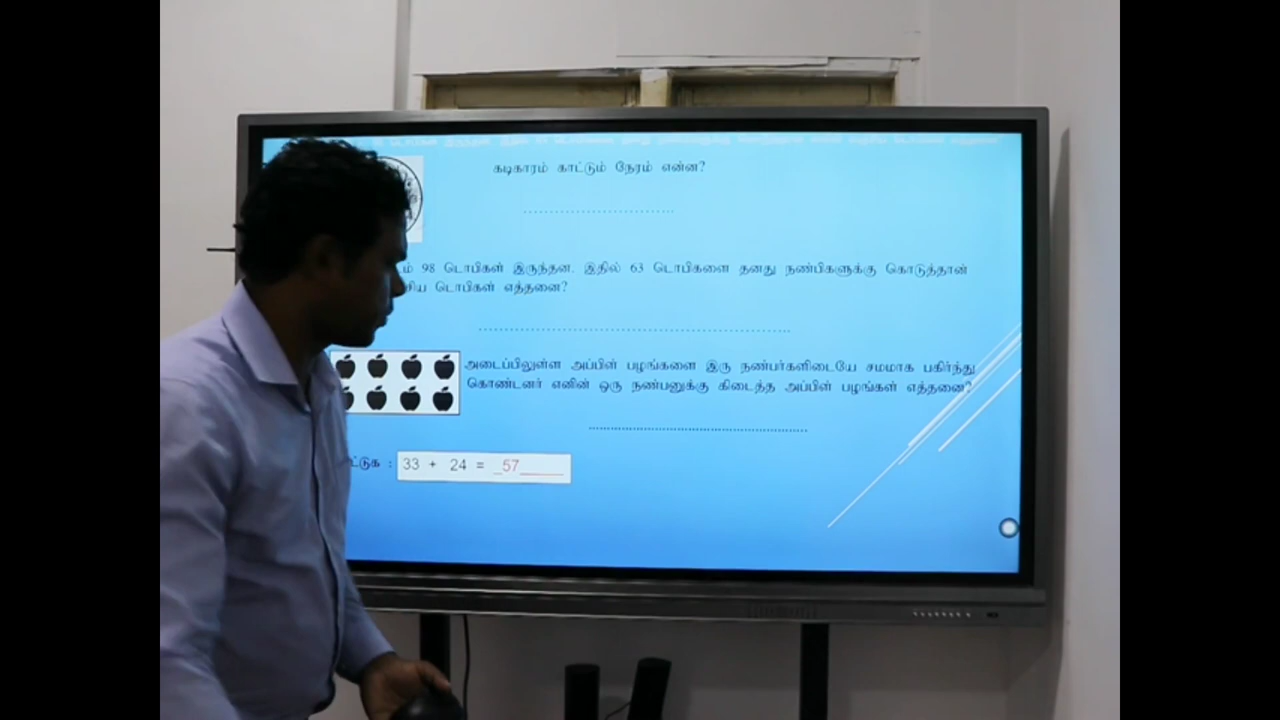 கடிகாரம் காட்டும் நேரம் என்ன?
98 டொபிகள் இருந்தன. இதில் 63 டொபிகளை தனது நண்பிகளுக்கு கொடுத்தான்
டொபிகள் எத்தனை?
அடைப்பிலுள்ள அப்பிள் பழங்களை இரு நண்பர்களிடையே சமமாக பகிர்ந்து
கொண்டனர் எனின் ஒரு நண்பனுக்கு கிடைத்த அப்பிள் பழங்கள் எத்தனை?
33 + 24 = _57_____